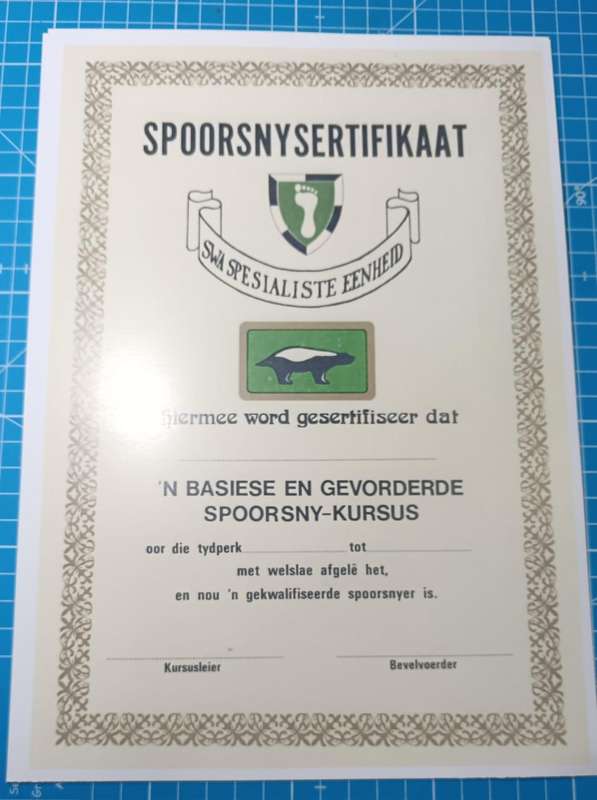 SPOORSNYSERTIFIKAAT
SWA SPESIALISTE EENHEID
hiermee word gesertifiseer dat
'N BASIESE EN GEVORDERDE
SPOORSNY-KURSUS
oor die tydperk tot
met welslae afgelê het,
en nou 'n gekwalifiseerde spoorsnyer is.
Kursusleier Bevelvoerder
90°